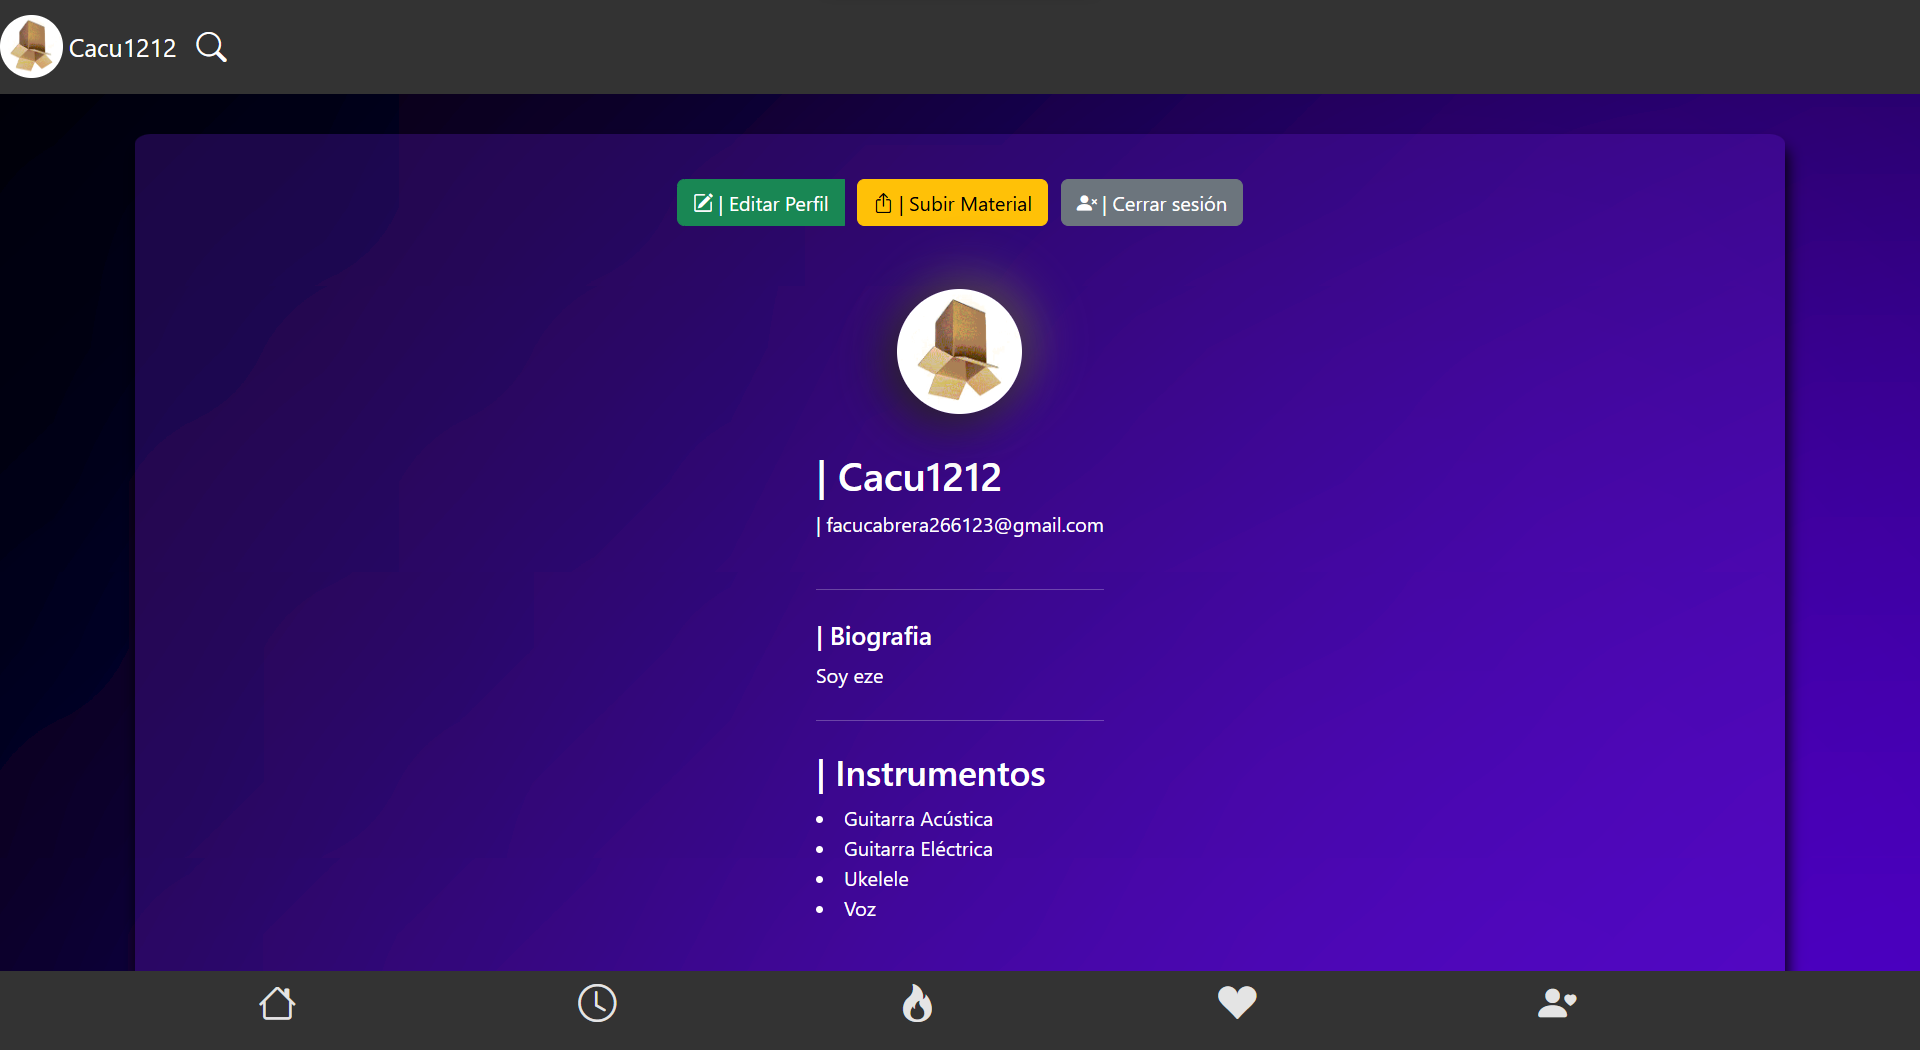 Cacu1212
| Editar Perfil
| Subir Material
| Cerrar sesión
| Cacu1212
| facucabrera266123@gmail.com
| Biografia
Soy eze
| Instrumentos
• Guitarra Acústica
• Guitarra Eléctrica
• Ukelele
• Voz